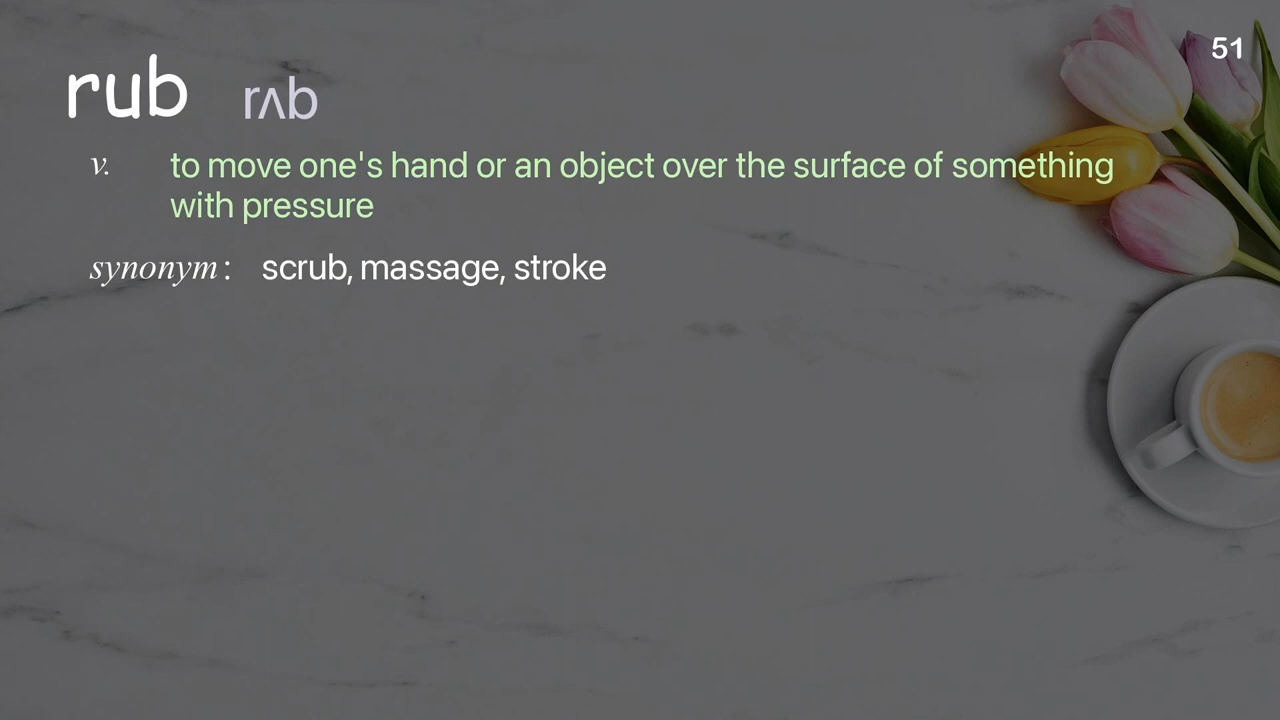 51
rub rʌb
v. to move one's hand or an object over the surface of something
with pressure
synonym : scrub, massage, stroke